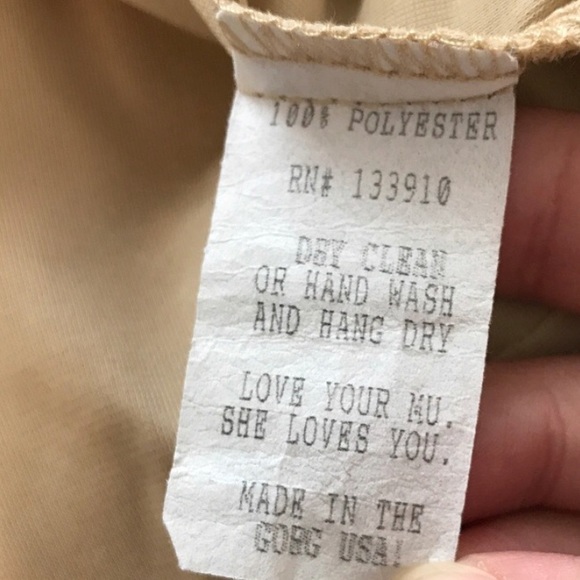 100% POLYESTER
RN# 133910
DRY CLEAN
OR HAND WASH
AND HANG DRY
LOVE YOUR MU.
SHE LOVES YOU.
MADE IN THE
USA!